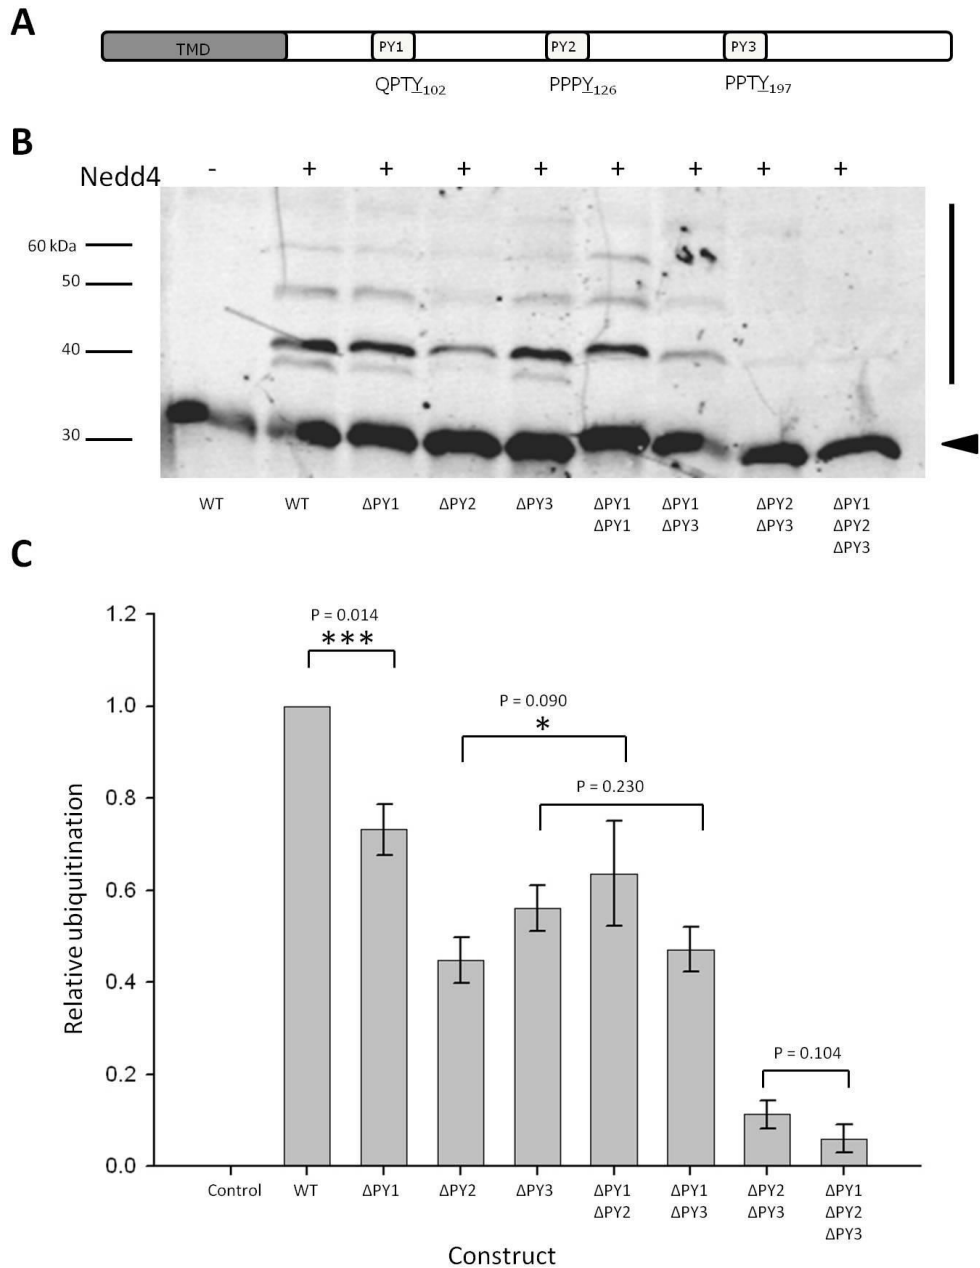 A
TMD PY1 PY2 PY3
QPTY102 PPPY126 PPTY197
B
Nedd4 - + + + + + + + +
60 kDa
50
40
30
WT WT ΔPY1 ΔPY2 ΔPY3 ΔPY1 ΔPY1 ΔPY2 ΔPY1
ΔPY1 ΔPY3 ΔPY3 ΔPY2
ΔPY3
C
1.2
1.0
0.8
0.6
0.4
0.2
0.0
Relative ubiquitination
P = 0.014
***
P = 0.090
*
P = 0.230
P = 0.104
Control WT ΔPY1 ΔPY2 ΔPY3 ΔPY1 ΔPY1 ΔPY2 ΔPY1
ΔPY2 ΔPY3 ΔPY3 ΔPY2
ΔPY3
Construct